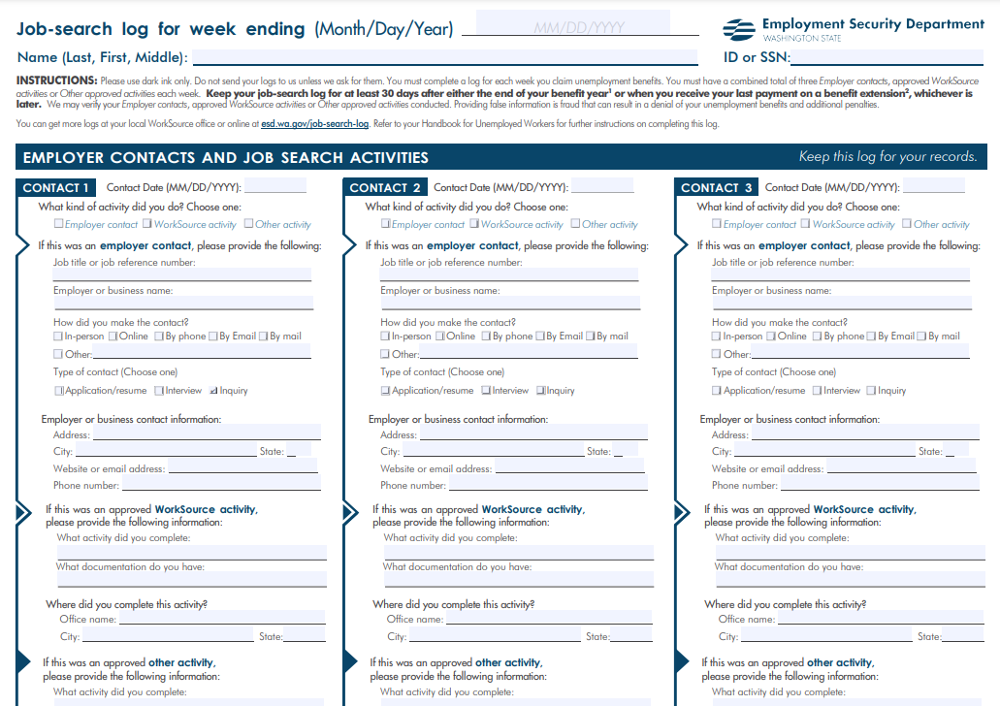 Job-search log for week ending (Month/Day/Year) MM/DD/YYYY
Employment Security Department
WASHINGTON STATE
Name (Last, First, Middle): ID or SSN:
INSTRUCTIONS: Please use dark ink only. Do not send your logs to us unless we ask for them. You must complete a log for each week you claim unemployment benefits. You must have a combined total of three Employer contacts, approved WorkSource
activities or Other approved activities each week. Keep your job-search log for at least 30 days after either the end of your benefit year¹ or when you receive your last payment on a benefit extension², whichever is
later. We may verify your Employer contacts, approved WorkSource activities or Other approved activities conducted. Providing false information is fraud that can result in a denial of your unemployment benefits and additional penalties.
You can get more logs at your local WorkSource office or online at esd.wa.gov/job-search-log. Refer to your Handbook for Unemployed Workers for further instructions on completing this log.
EMPLOYER CONTACTS AND JOB SEARCH ACTIVITIES Keep this log for your records.
CONTACT 1 Contact Date (MM/DD/YYYY):
What kind of activity did you do? Choose one:
Employer contact WorkSource activity Other activity
If this was an employer contact, please provide the following:
Job title or job reference number:
Employer or business name:
How did you make the contact?
In-person Online By phone By Email By mail
Other:
Type of contact (Choose one)
Application/resume Interview Inquiry
Employer or business contact information:
Address:
City: State:
Website or email address:
Phone number:
If this was an approved WorkSource activity,
please provide the following information:
What activity did you complete:
What documentation do you have:
Where did you complete this activity?
Office name:
City: State:
If this was an approved other activity,
please provide the following information:
What activity did you complete:
CONTACT 2 Contact Date (MM/DD/YYYY):
What kind of activity did you do? Choose one:
Employer contact WorkSource activity Other activity
If this was an employer contact, please provide the following:
Job title or job reference number:
Employer or business name:
How did you make the contact?
In-person Online By phone By Email By mail
Other:
Type of contact (Choose one)
Application/resume Interview Inquiry
Employer or business contact information:
Address:
City: State:
Website or email address:
Phone number:
If this was an approved WorkSource activity,
please provide the following information:
What activity did you complete:
What documentation do you have:
Where did you complete this activity?
Office name:
City: State:
If this was an approved other activity,
please provide the following information:
What activity did you complete:
CONTACT 3 Contact Date (MM/DD/YYYY):
What kind of activity did you do? Choose one:
Employer contact WorkSource activity Other activity
If this was an employer contact, please provide the following:
Job title or job reference number:
Employer or business name:
How did you make the contact?
In-person Online By phone By Email By mail
Other:
Type of contact (Choose one)
Application/resume Interview Inquiry
Employer or business contact information:
Address:
City: State:
Website or email address:
Phone number:
If this was an approved WorkSource activity,
please provide the following information:
What activity did you complete:
What documentation do you have:
Where did you complete this activity?
Office name:
City: State:
If this was an approved other activity,
please provide the following information:
What activity did you complete: